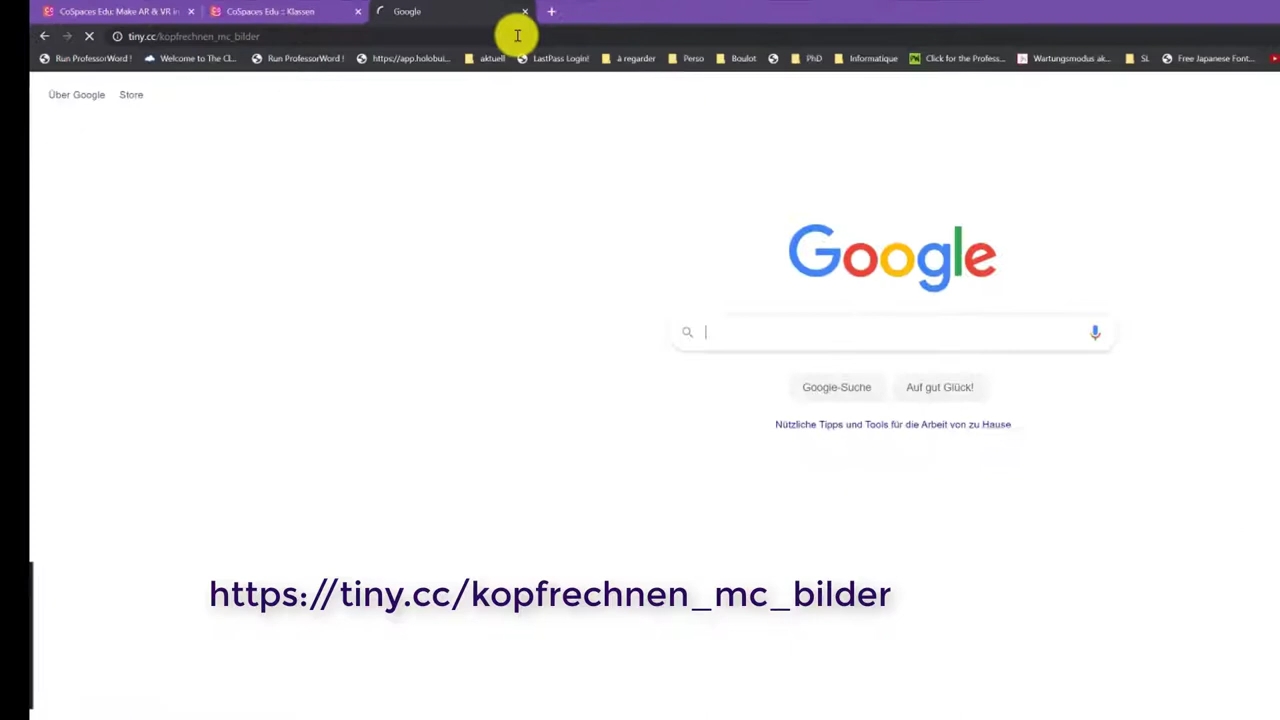 CoSpaces Edu: Make AR & VR in
CoSpaces Edu :: Klassen
Google
tiny.cc/kopfrechnen_mc_bilder
Run ProfessorWord !
Welcome to The Cl...
Run ProfessorWord !
https://app.holobui...
aktuell
LastPass Login!
à regarder
Perso
Boulot
PhD
Informatique
Click for the Profess...
Wartungsmodus ak...
SL
Free Japanese Font...
Über Google
Store
Google
Google-Suche
Auf gut Glück!
Nützliche Tipps und Tools für die Arbeit von zu Hause
https://tiny.cc/kopfrechnen_mc_bilder